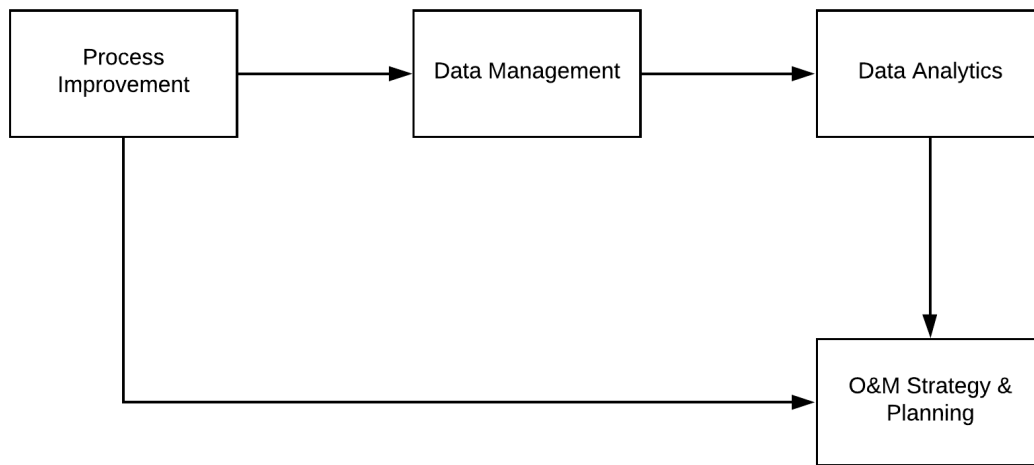 Process
Improvement
Data Management
Data Analytics
O&M Strategy &
Planning